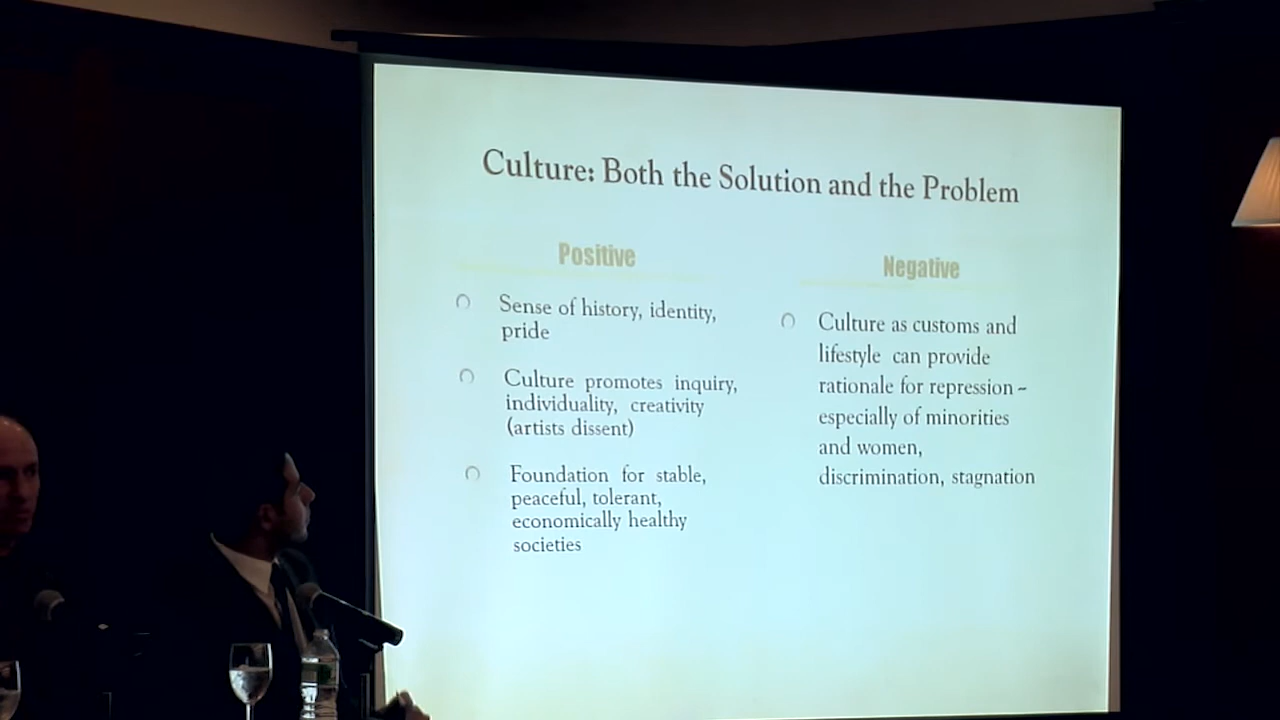 Culture: Both the Solution and the Problem
Positive
Sense of history, identity,
pride
Culture promotes inquiry,
individuality, creativity
(artists dissent)
Foundation for stable,
peaceful, tolerant,
economically healthy
societies
Negative
Culture as customs and
lifestyle can provide
rationale for repression –
especially of minorities
and women,
discrimination, stagnation